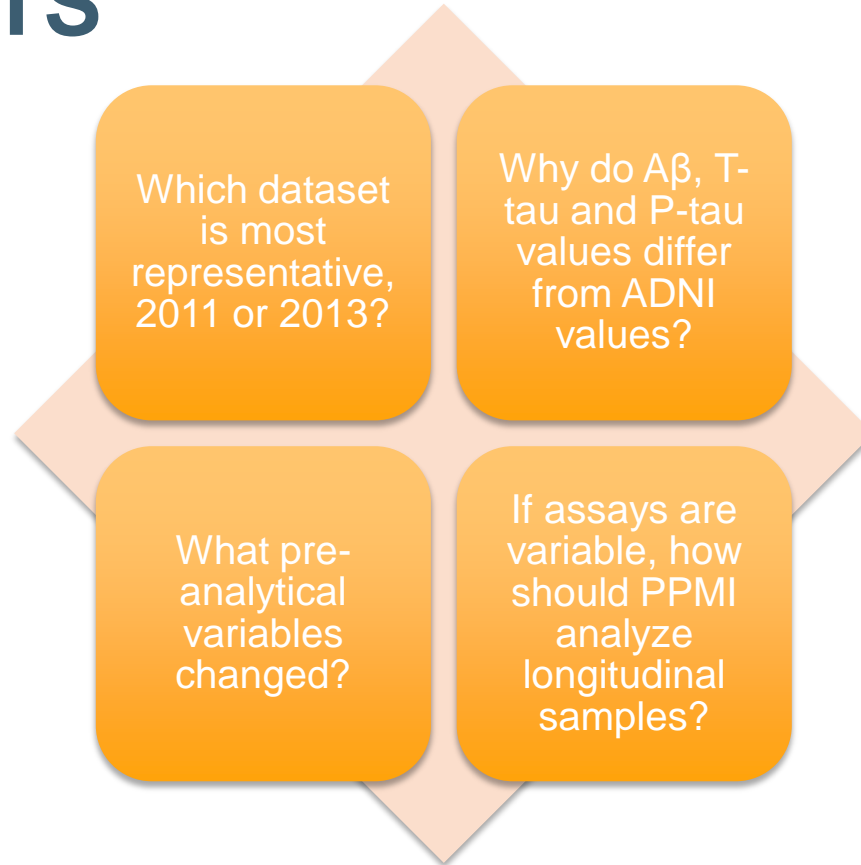 Which dataset
is most
representative,
2011 or 2013?
Why do Aβ, T-
tau and P-tau
values differ
from ADNI
values?
What pre-
analytical
variables
changed?
If assays are
variable, how
should PPMI
analyze
longitudinal
samples?